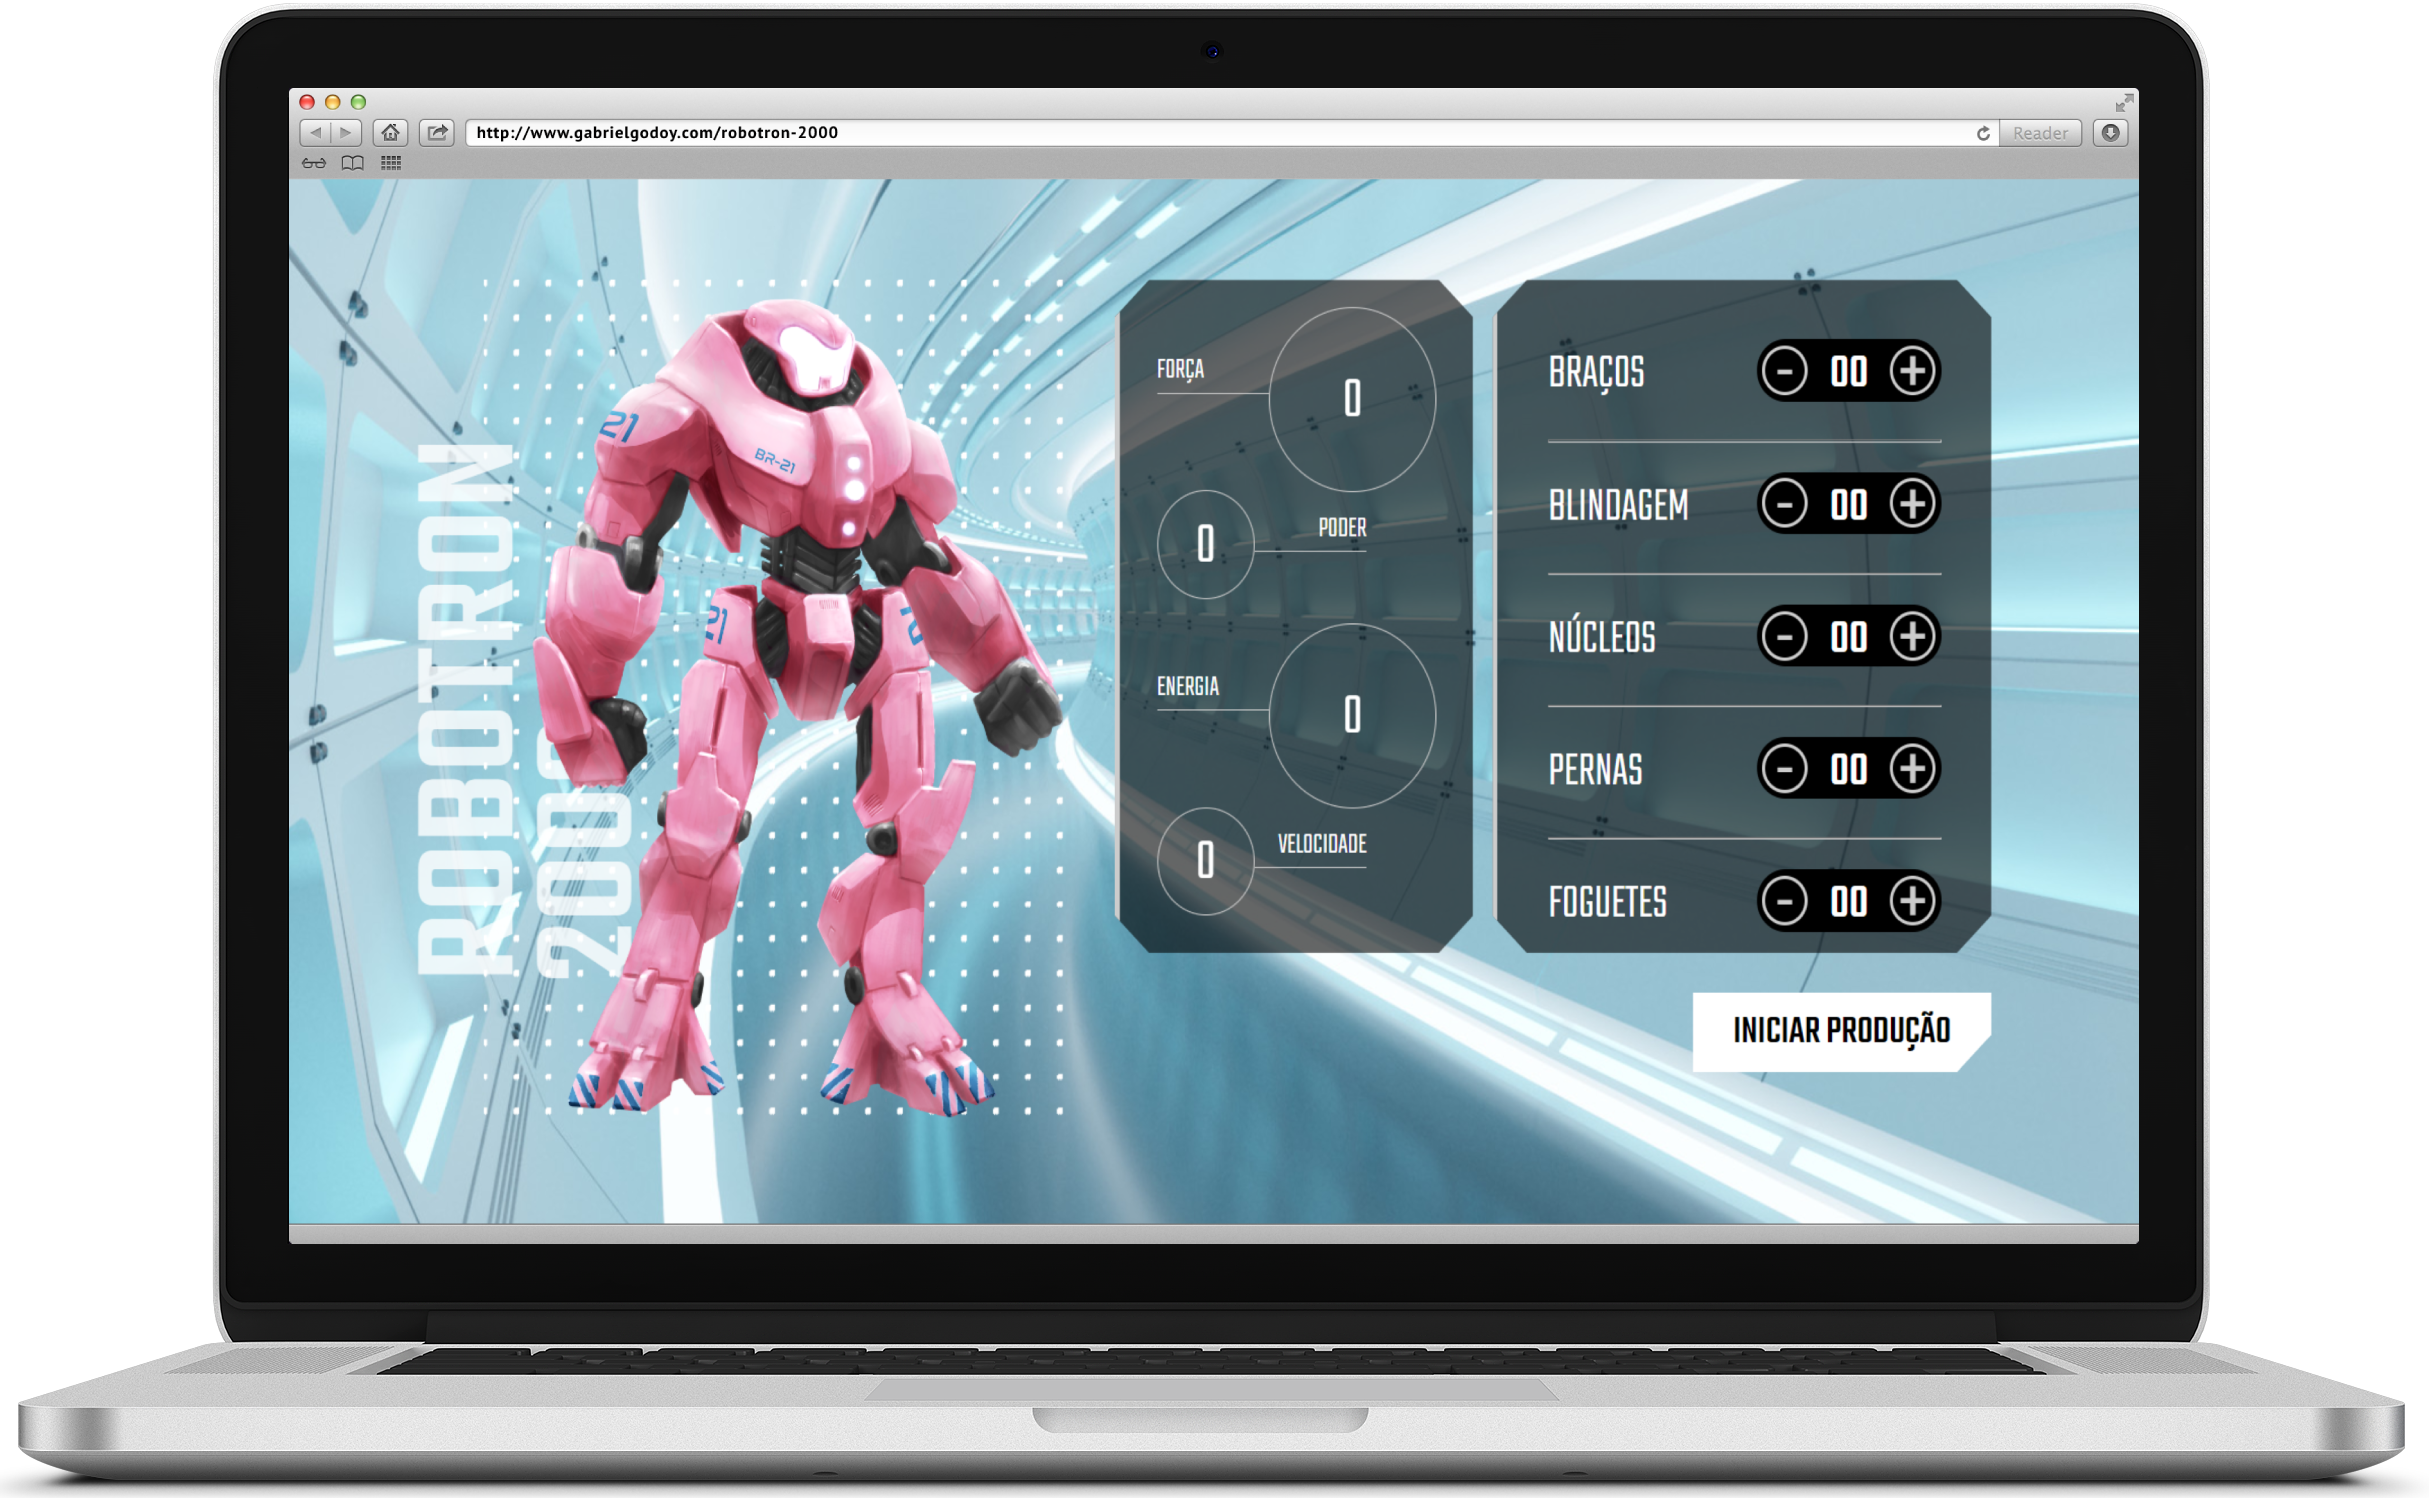 http://www.gabrielgodoy.com/robotron-2000
Reader
ROBOTRON
2000
21
BR-21
21
FORÇA
0
0
PODER
ENERGIA
0
0
VELOCIDADE
BRAÇOS
- 00 +
BLINDAGEM
- 00 +
NÚCLEOS
- 00 +
PERNAS
- 00 +
FOGUETES
- 00 +
INICIAR PRODUÇÃO